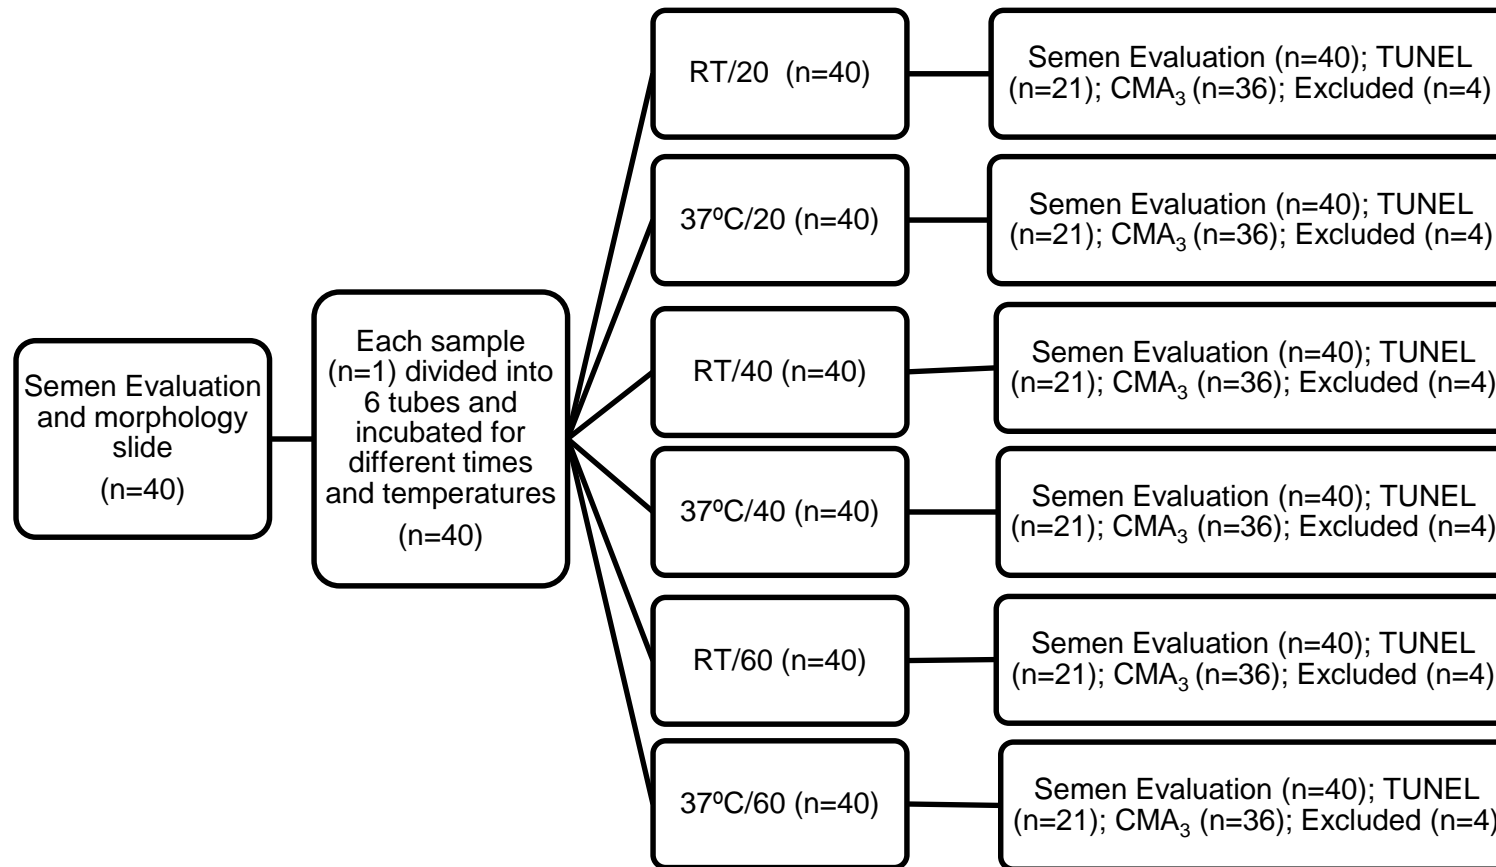 Semen Evaluation
and morphology
slide
(n=40)
Each sample
(n=1) divided into
6 tubes and
incubated for
different times
and temperatures
(n=40)
RT/20 (n=40)
Semen Evaluation (n=40); TUNEL
(n=21); CMA₃ (n=36); Excluded (n=4)
37ºC/20 (n=40)
Semen Evaluation (n=40); TUNEL
(n=21); CMA₃ (n=36); Excluded (n=4)
RT/40 (n=40)
Semen Evaluation (n=40); TUNEL
(n=21); CMA₃ (n=36); Excluded (n=4)
37ºC/40 (n=40)
Semen Evaluation (n=40); TUNEL
(n=21); CMA₃ (n=36); Excluded (n=4)
RT/60 (n=40)
Semen Evaluation (n=40); TUNEL
(n=21); CMA₃ (n=36); Excluded (n=4)
37ºC/60 (n=40)
Semen Evaluation (n=40); TUNEL
(n=21); CMA₃ (n=36); Excluded (n=4)